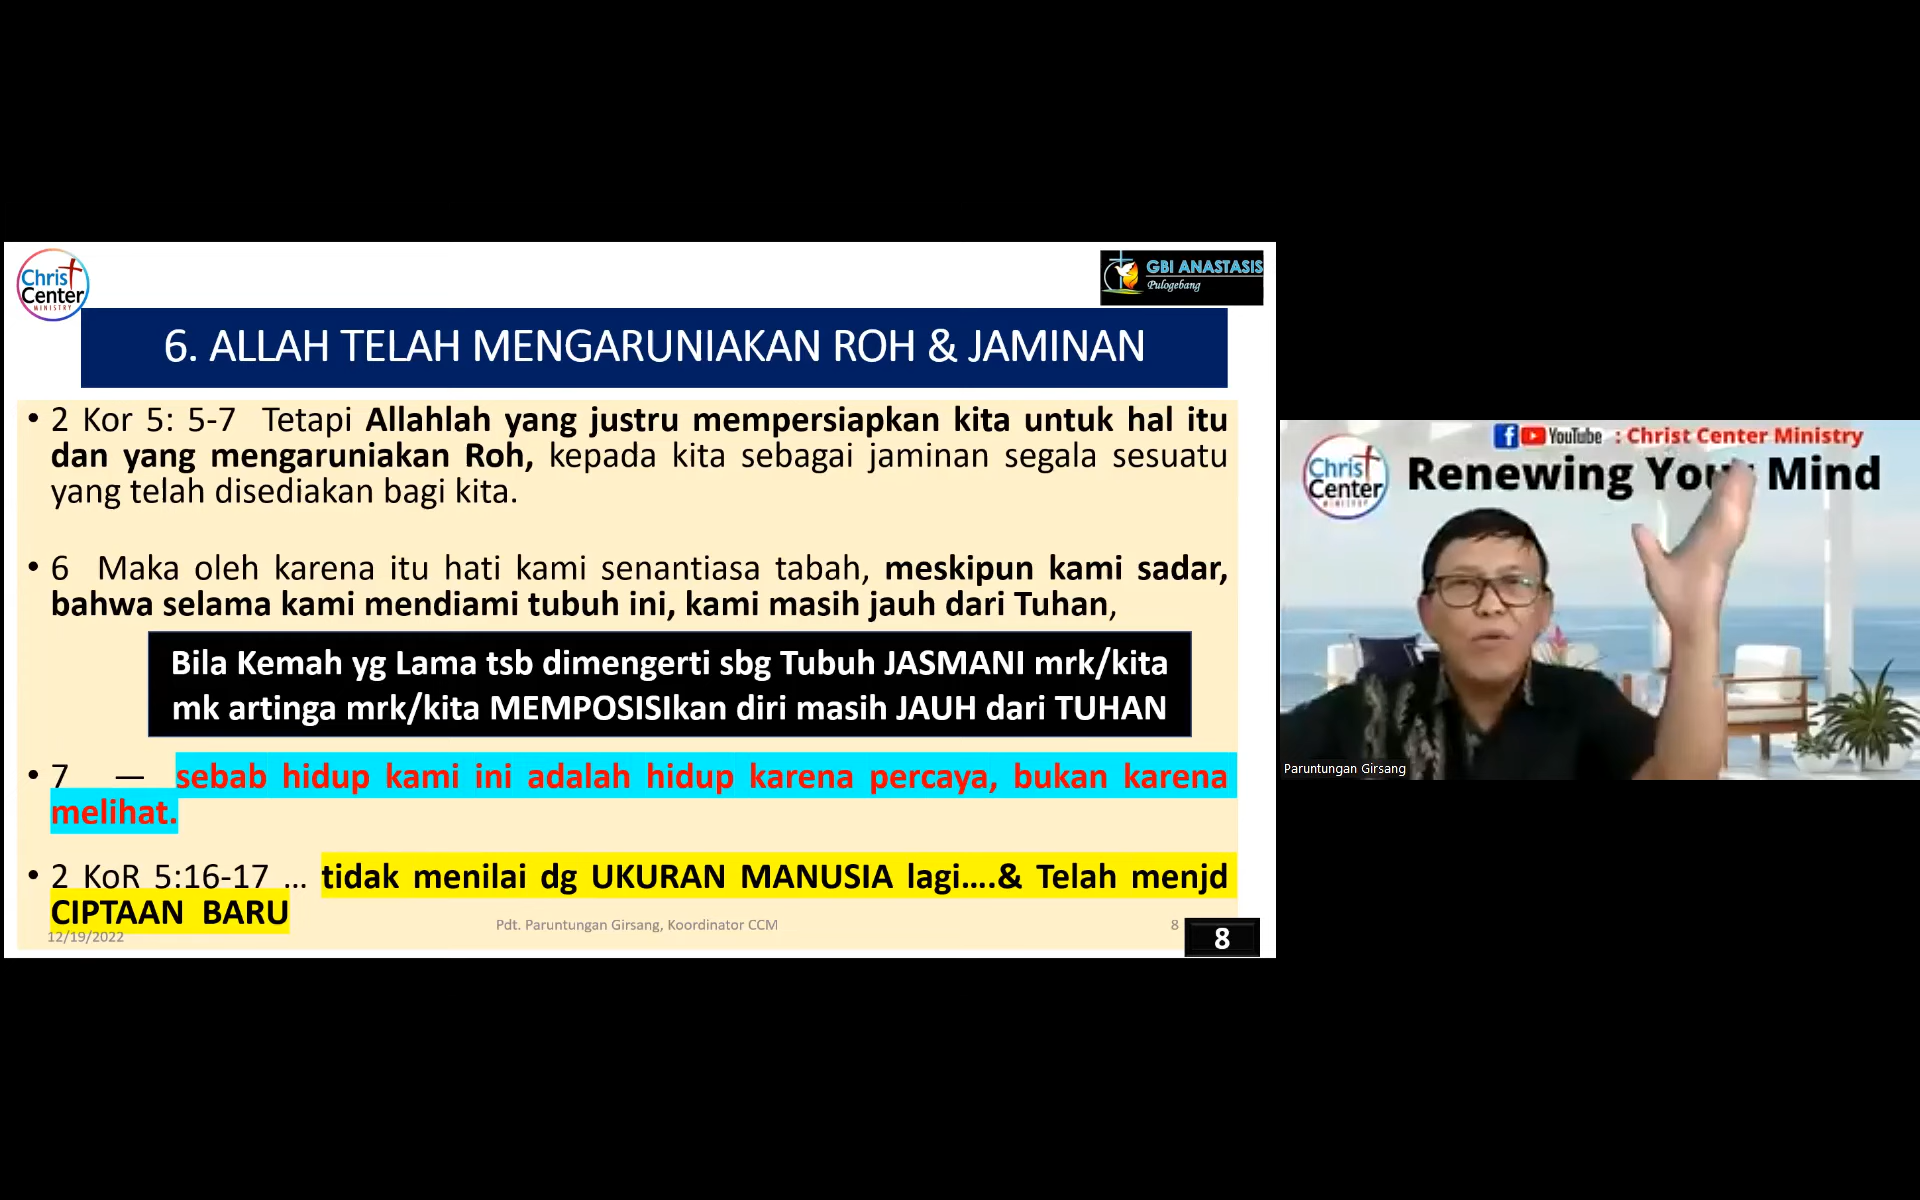 Christ
Center
MINISTRY
GBI ANASTASIS
Pulogebang
6. ALLAH TELAH MENGARUNIAKAN ROH & JAMINAN
• 2 Kor 5: 5-7 Tetapi Allahlah yang justru mempersiapkan kita untuk hal itu
dan yang mengaruniakan Roh, kepada kita sebagai jaminan segala sesuatu
yang telah disediakan bagi kita.
• 6 Maka oleh karena itu hati kami senantiasa tabah, meskipun kami sadar,
bahwa selama kami mendiami tubuh ini, kami masih jauh dari Tuhan,
Bila Kemah yg Lama tsb dimengerti sbg Tubuh JASMANI mrk/kita
mk artinga mrk/kita MEMPOSISIkan diri masih JAUH dari TUHAN
• 7 — sebab hidup kami ini adalah hidup karena percaya, bukan karena
melihat.
• 2 KoR 5:16-17 ... tidak menilai dg UKURAN MANUSIA lagi....& Telah menjd
CIPTAAN BARU
12/19/2022
Pdt. Paruntungan Girsang, Koordinator CCM
8
8
YouTube : Christ Center Ministry
Christ
Center
MINISTRY
Renewing Your Mind
Paruntungan Girsang